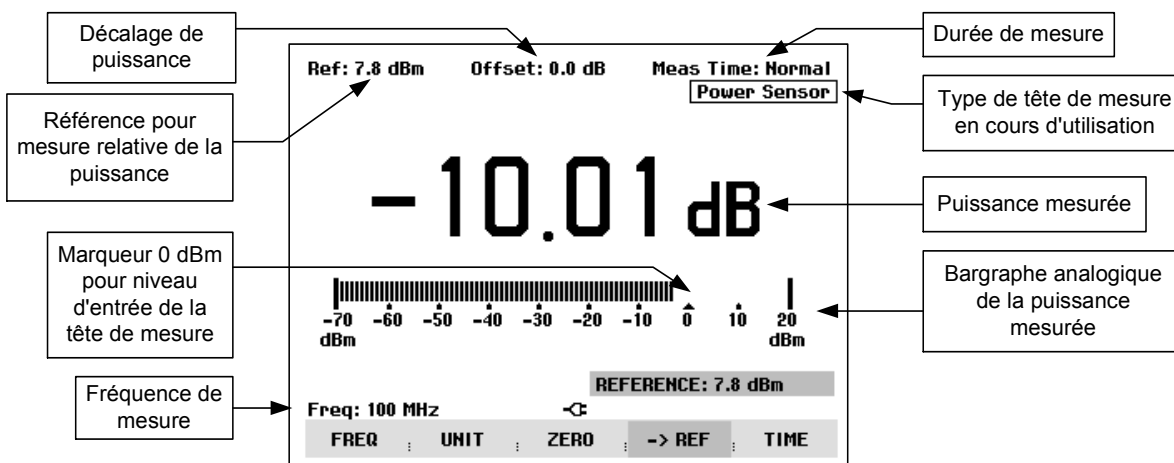 Décalage de
puissance
Durée de mesure
Ref: 7.8 dBm Offset: 0.0 dB Meas Time: Normal
Power Sensor
Type de tête de mesure
en cours d'utilisation
Référence pour
mesure relative de la
puissance
-10.01 dB
Puissance mesurée
Marqueur 0 dBm
pour niveau
d'entrée de la
tête de mesure
Bargraphe analogique
de la puissance
mesurée
-70 -60 -50 -40 -30 -20 -10 0 10 20
dBm dBm
REFERENCE: 7.8 dBm
Fréquence de
mesure
Freq: 100 MHz
FREQ UNIT ZERO -> REF TIME